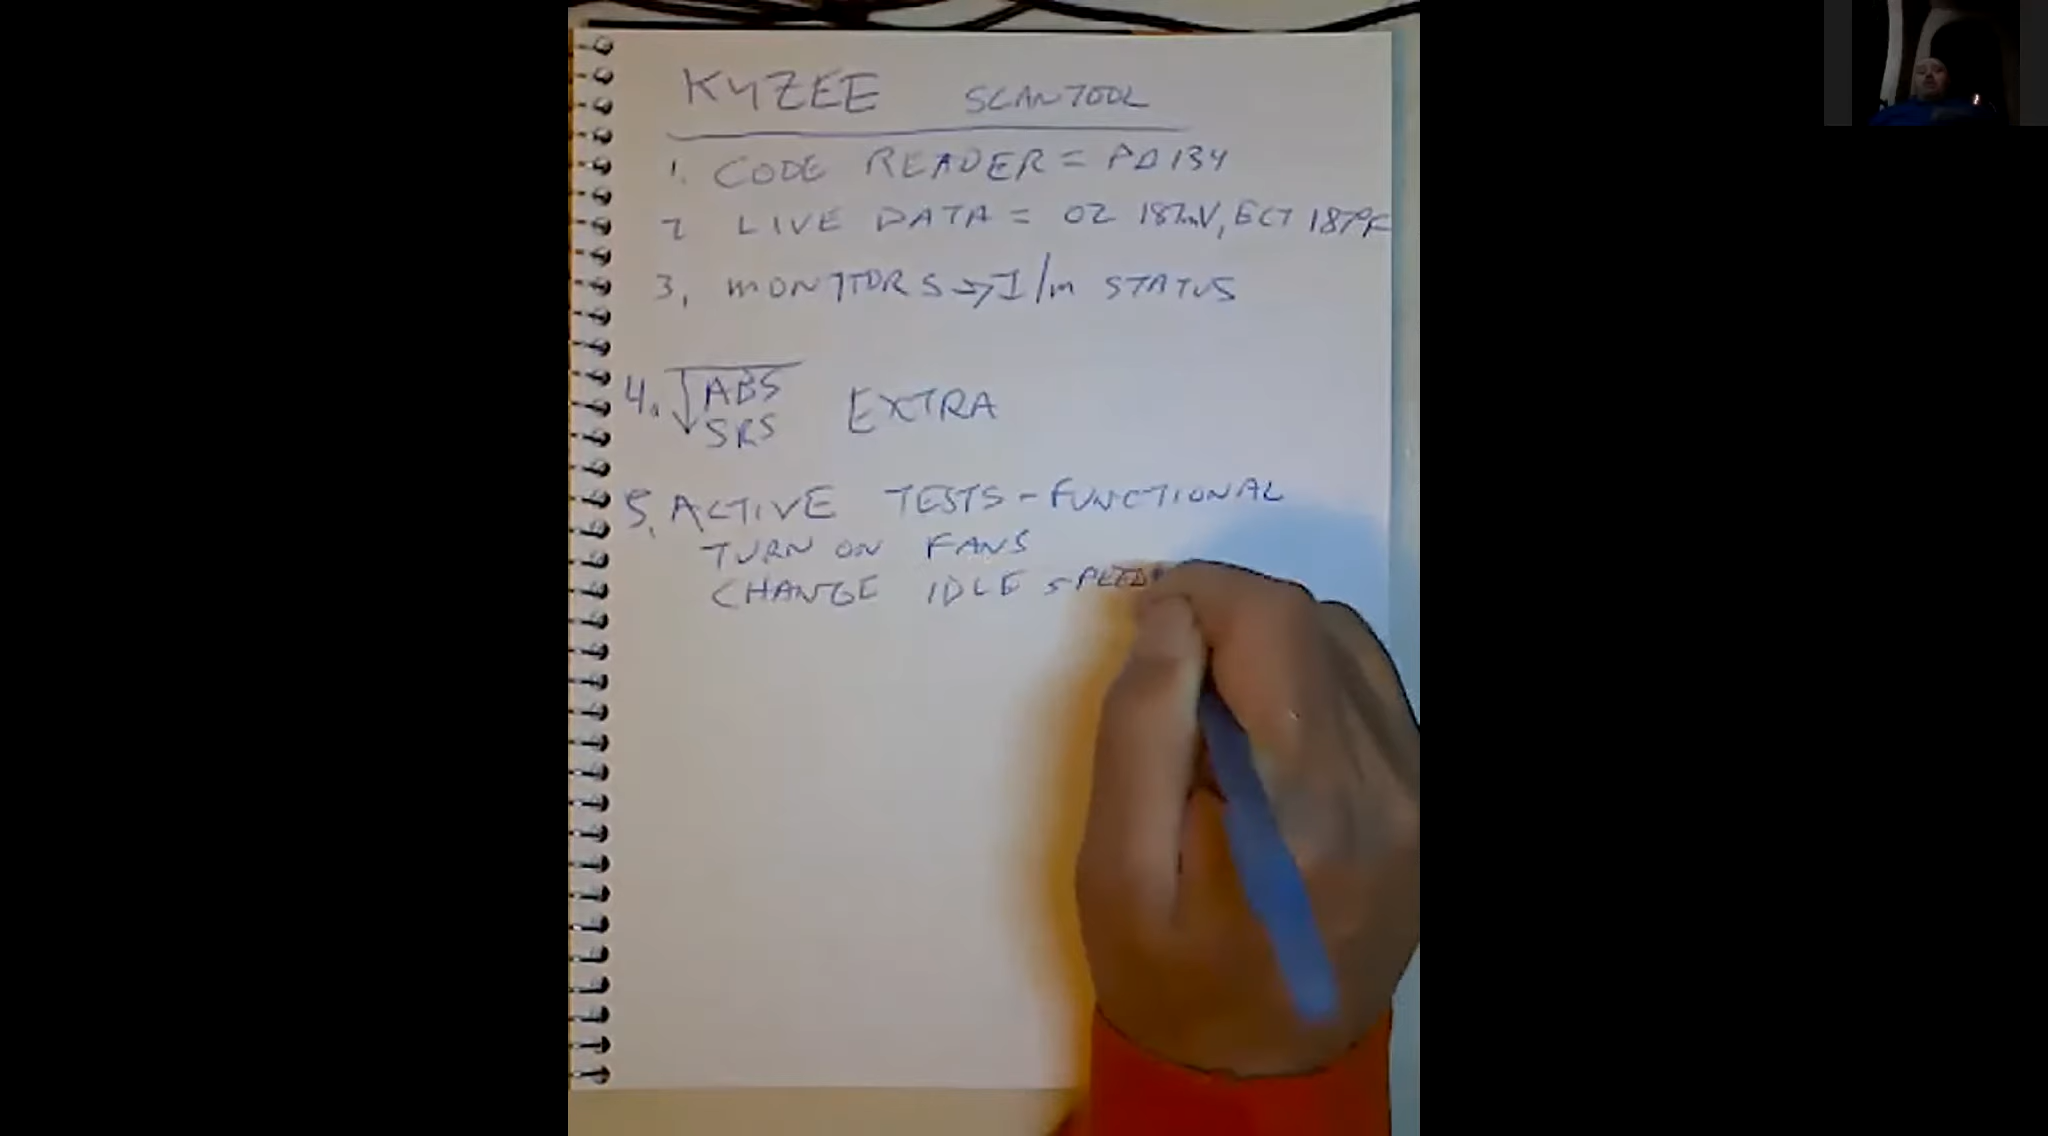 KYZEE SCANTOOL
1. CODE READER = P0134
2 LIVE DATA = O2 187mV, ECT 187°F
3, MONITORS → I/M STATUS
4. ABS EXTRA
SRS
5. ACTIVE TESTS - FUNCTIONAL
TURN ON FANS
CHANGE IDLE SPEED